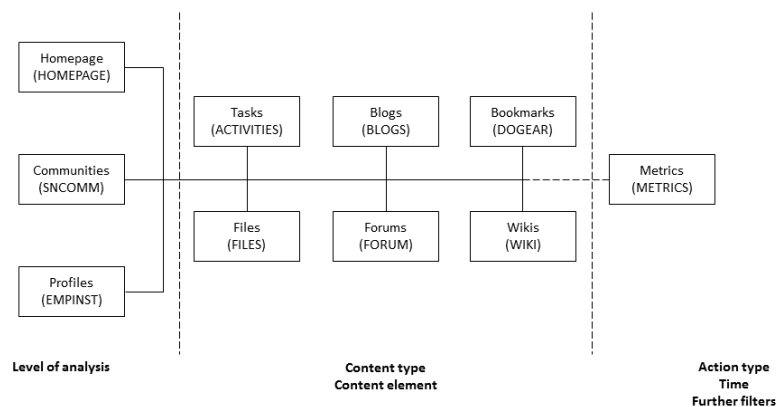 Homepage
(HOMEPAGE)
Communities
(SNCOMM)
Profiles
(EMPINST)
Tasks
(ACTIVITIES)
Blogs
(BLOGS)
Bookmarks
(DOGEAR)
Files
(FILES)
Forums
(FORUM)
Wikis
(WIKI)
Metrics
(METRICS)
Level of analysis
Content type
Content element
Action type
Time
Further filters